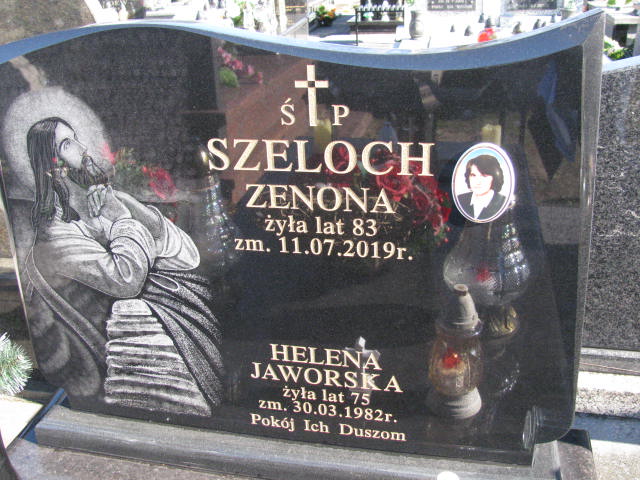 Ś P
SZELOCH
ZENONA
żyła lat 83
zm. 11.07.2019r.
HELENA
JAWORSKA
żyła lat 75
zm. 30.03.1982r.
Pokój Ich Duszom